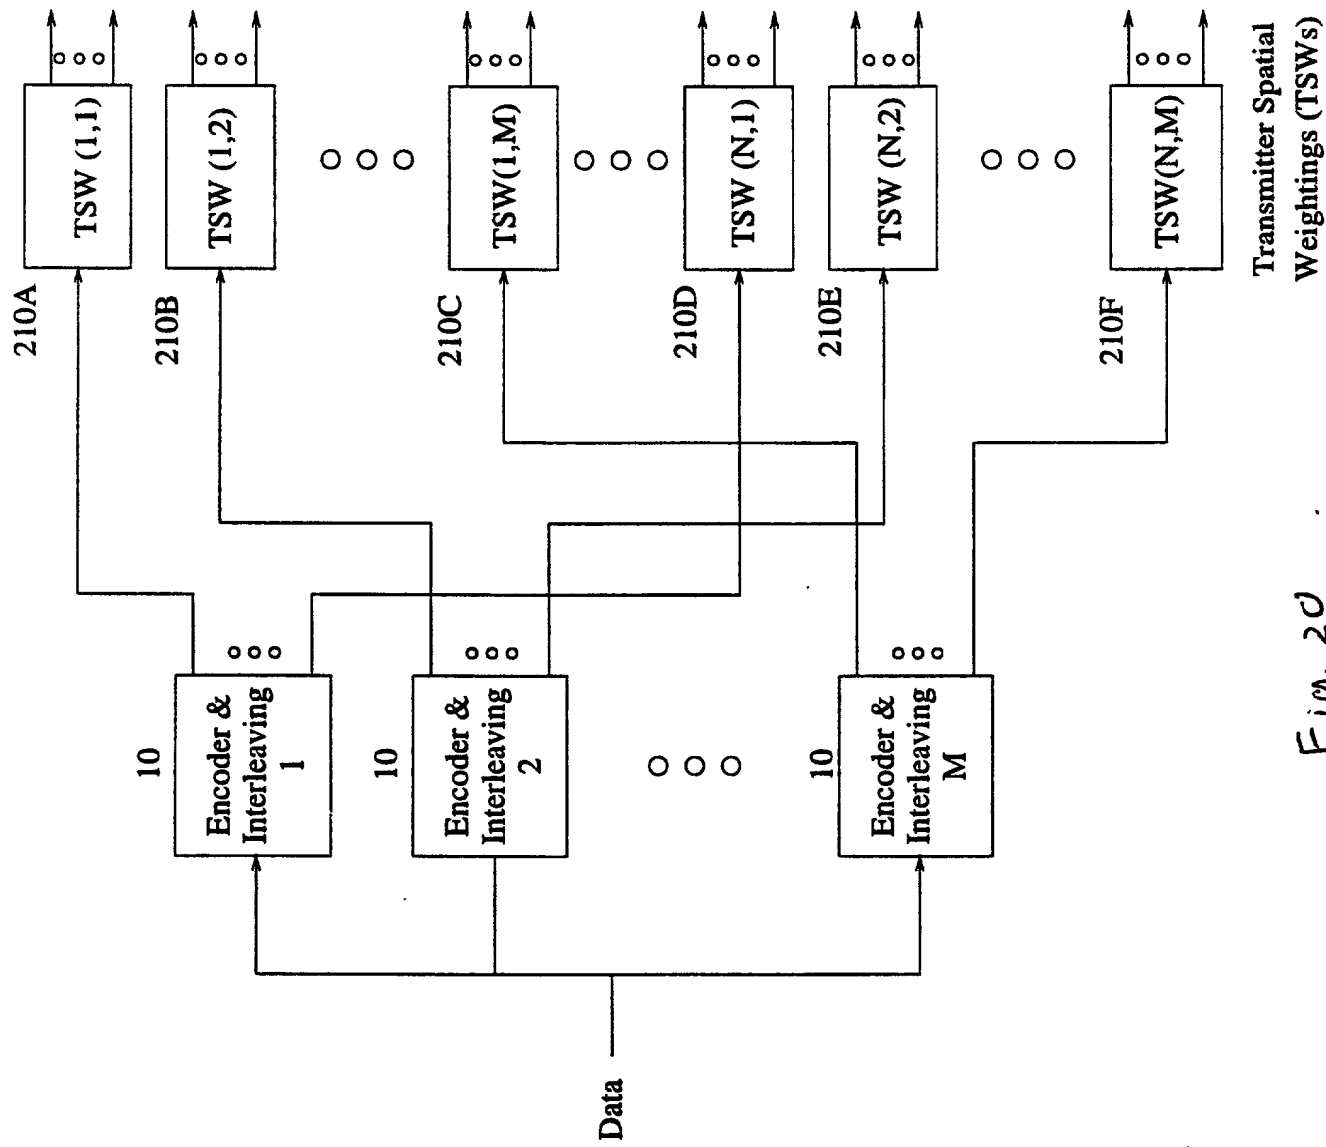 Data
10
Encoder &
Interleaving
1
10
Encoder &
Interleaving
2
10
Encoder &
Interleaving
M
210A
TSW (1,1)
210B
TSW (1,2)
210C
TSW(1,M)
210D
TSW (N,1)
210E
TSW (N,2)
210F
TSW(N,M)
Transmitter Spatial
Weightings (TSWs)
Fig. 20